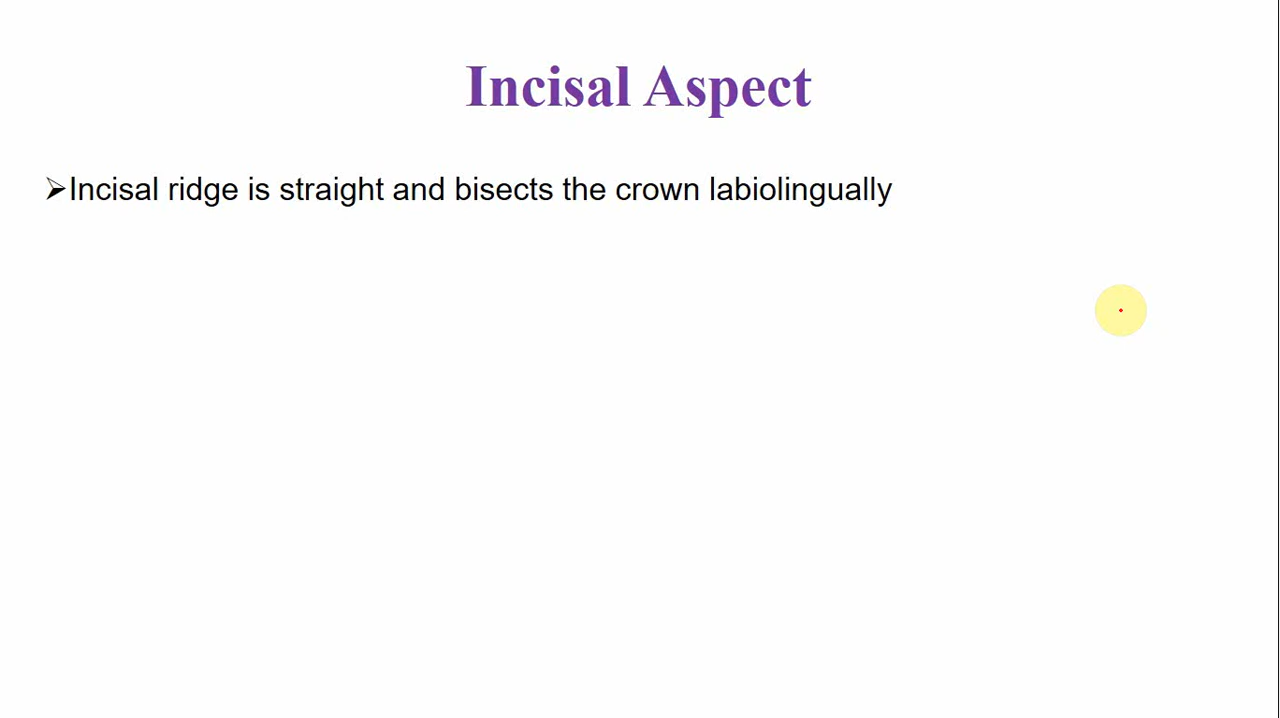 Incisal Aspect
➢Incisal ridge is straight and bisects the crown labiolingually